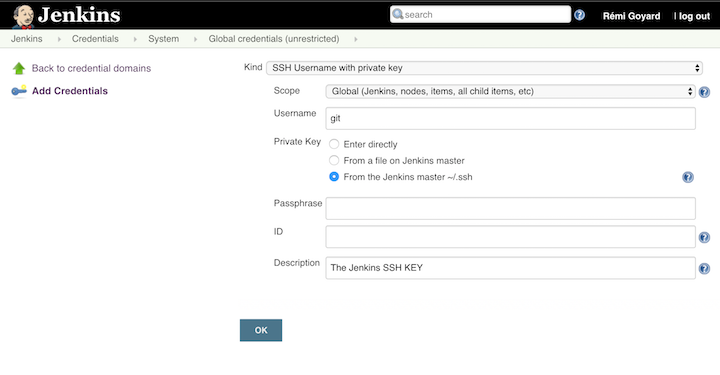 Jenkins
search
Rémi Goyard
| log out
Jenkins
Credentials
System
Global credentials (unrestricted)
Back to credential domains
Add Credentials
Kind
SSH Username with private key
Scope
Global (Jenkins, nodes, items, all child items, etc)
Username
git
Private Key
Enter directly
From a file on Jenkins master
From the Jenkins master ~/.ssh
Passphrase
ID
Description
The Jenkins SSH KEY
OK